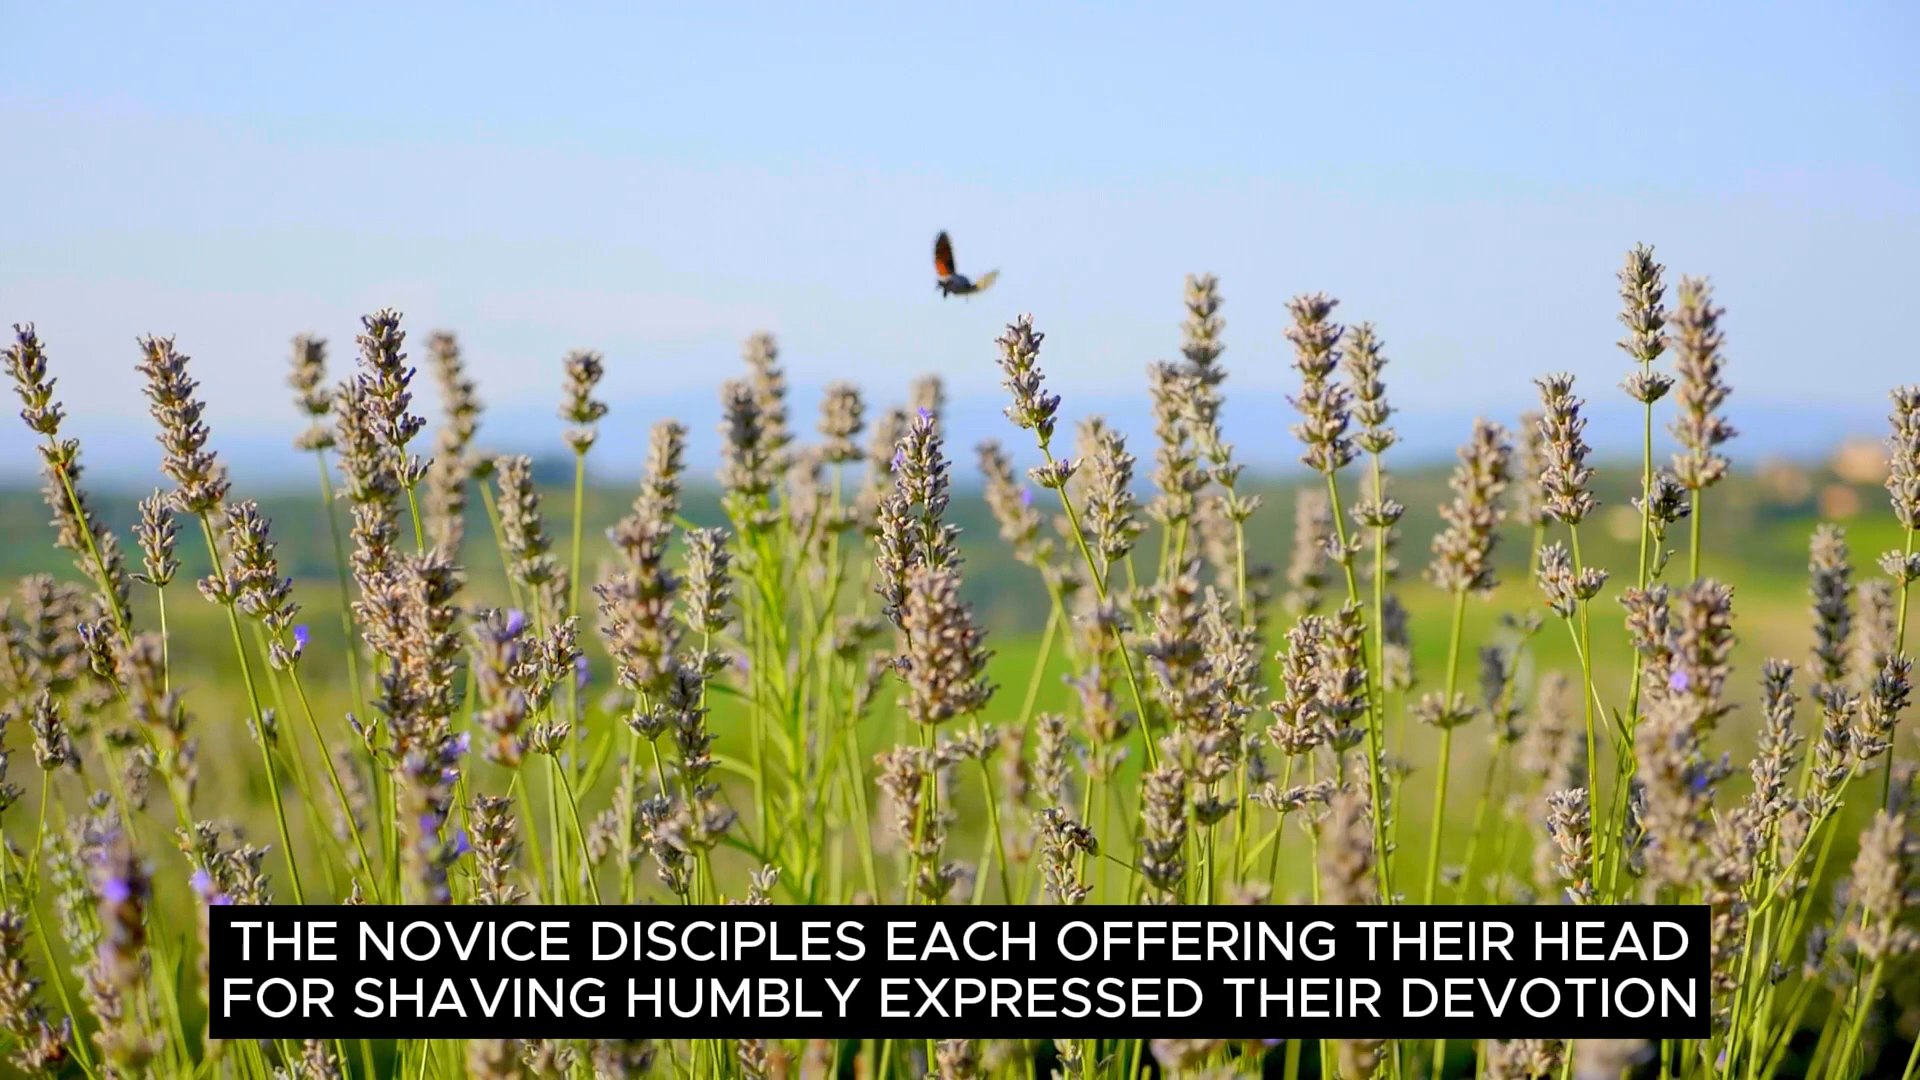 THE NOVICE DISCIPLES EACH OFFERING THEIR HEAD
FOR SHAVING HUMBLY EXPRESSED THEIR DEVOTION